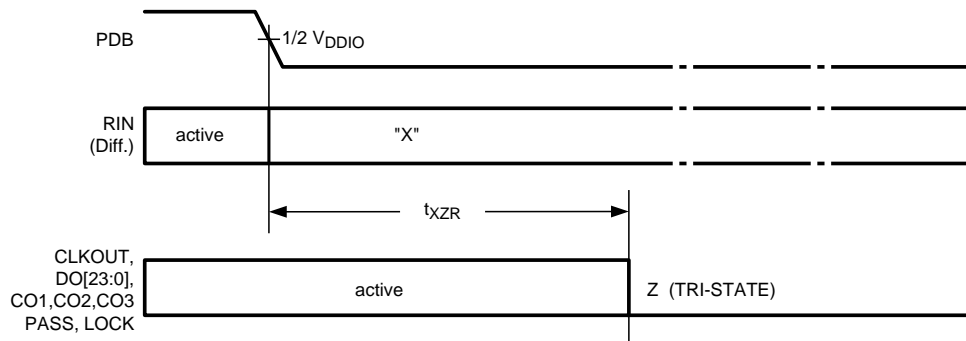 PDB
1/2 VDDIO
RIN
(Diff.)
active
"X"
tXZR
CLKOUT,
DO[23:0],
CO1,CO2,CO3
PASS, LOCK
active
Z (TRI-STATE)